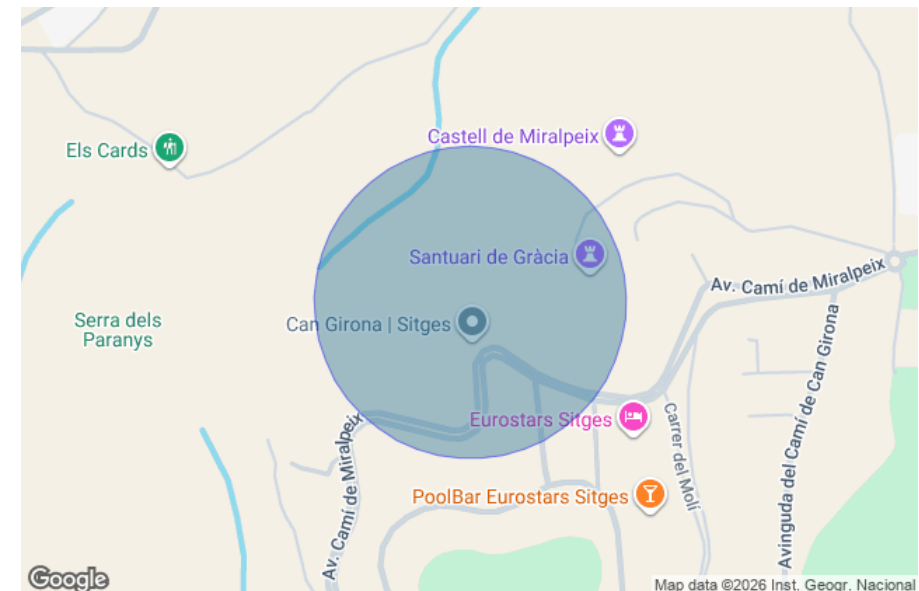 Castell de Miralpeix
Els Cards
Santuari de Gràcia
Av. Camí de Miralpeix
Can Girona | Sitges
Serra dels
Paranys
Avinguda del Camí de Can Girona
Eurostars Sitges
Carrer del Molí
Av. Camí de Miralpeix
PoolBar Eurostars Sitges
Google
Map data ©2026 Inst. Geogr. Nacional